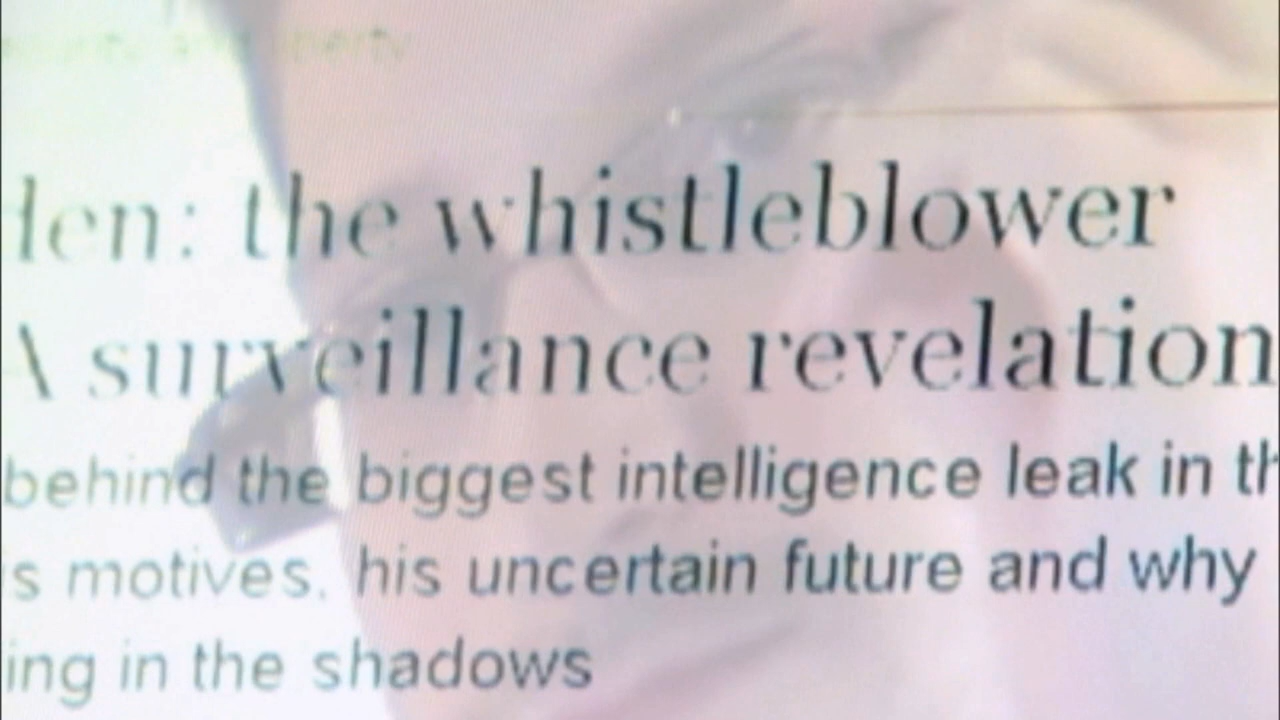 den: the whistleblower
A surveillance revelation
behind the biggest intelligence leak in th
s motives, his uncertain future and why
ing in the shadows